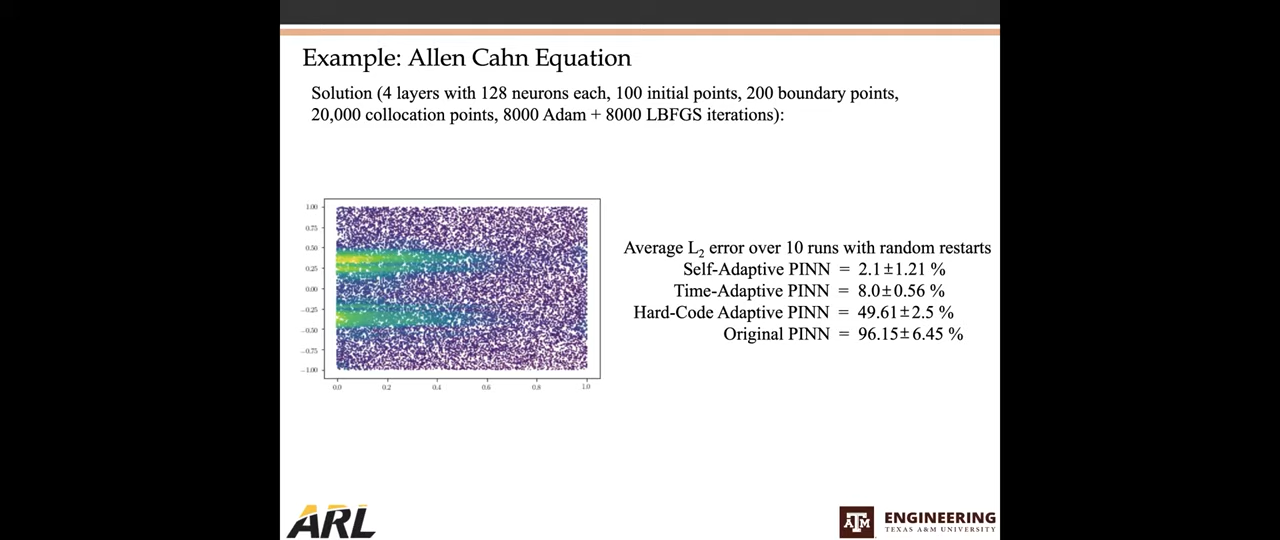 Example: Allen Cahn Equation
Solution (4 layers with 128 neurons each, 100 initial points, 200 boundary points,
20,000 collocation points, 8000 Adam + 8000 LBFGS iterations):
1.00
0.75
0.50
0.25
0.00
−0.25
−0.50
−0.75
−1.00
0.0 0.2 0.4 0.6 0.8 1.0
Average L₂ error over 10 runs with random restarts
Self-Adaptive PINN = 2.1±1.21 %
Time-Adaptive PINN = 8.0±0.56 %
Hard-Code Adaptive PINN = 49.61±2.5 %
Original PINN = 96.15±6.45 %
ARL
ATM ENGINEERING
TEXAS A&M UNIVERSITY